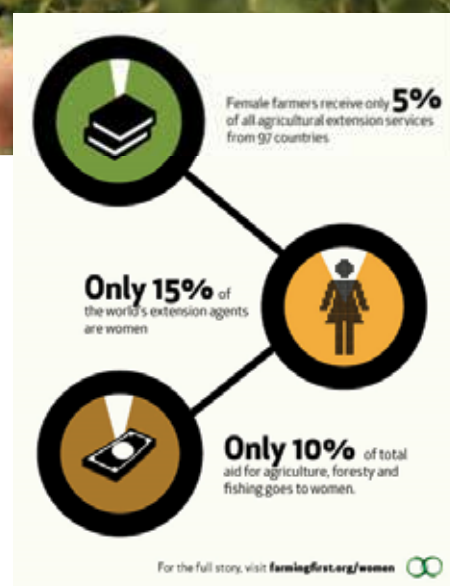 Female farmers receive only 5%
of all agricultural extension services
from 97 countries
Only 15% of
the world's extension agents
are women
Only 10% of total
aid for agriculture, foresty and
fishing goes to women.
For the full story, visit farmingfirst.org/women